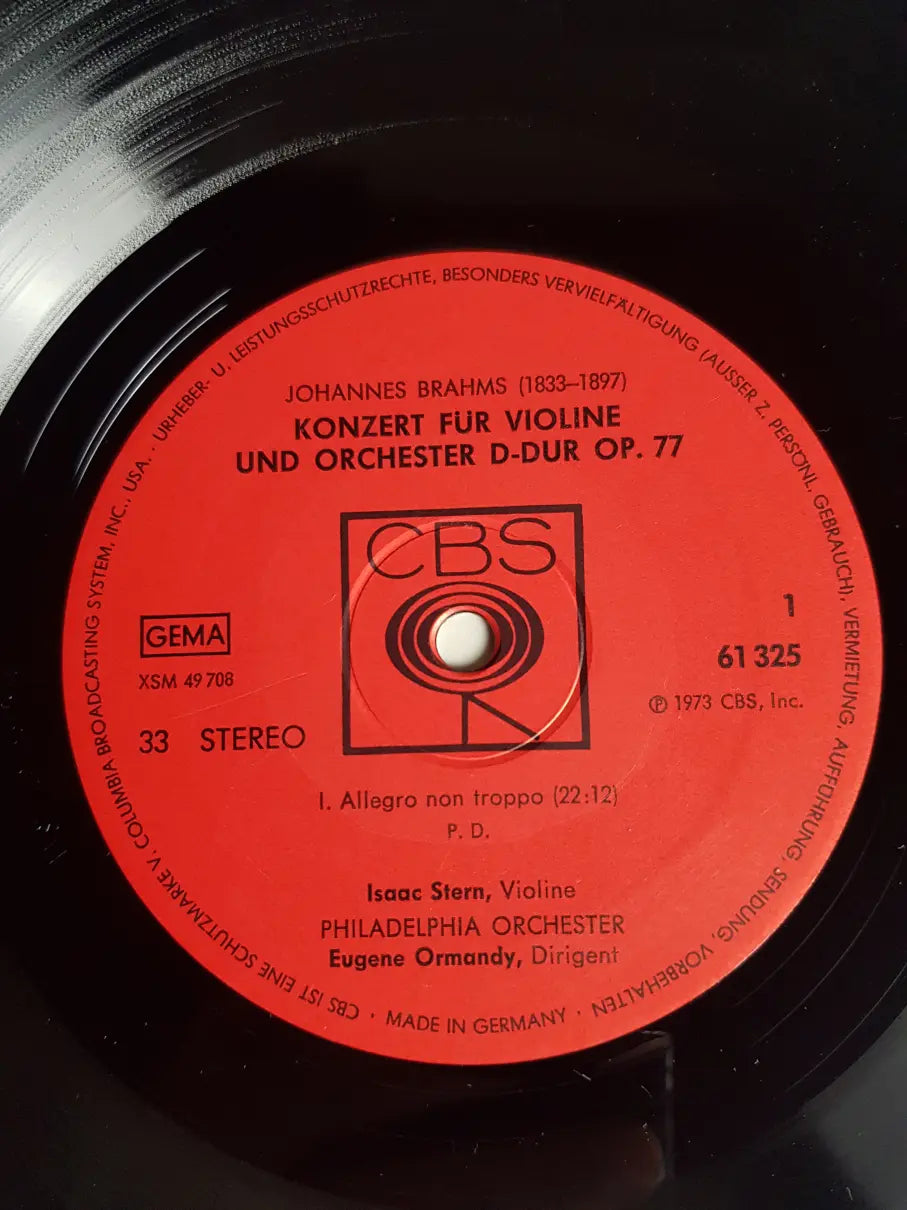 JOHANNES BRAHMS (1833–1897)
KONZERT FÜR VIOLINE
UND ORCHESTER D-DUR OP. 77
CBS
GEMA
XSM 49 708
33 STEREO
1
61 325
℗ 1973 CBS, Inc.
I. Allegro non troppo (22:12)
P. D.
Isaac Stern, Violine
PHILADELPHIA ORCHESTER
Eugene Ormandy, Dirigent
CBS IST EINE SCHUTZMARKE V. COLUMBIA BROADCASTING SYSTEM, INC., USA. · URHEBER- U. LEISTUNGSSCHUTZRECHTE, BESONDERS VERVIELFÄLTIGUNG (AUSSER Z. PERSÖNL. GEBRAUCH), VERMIETUNG, AUFFÜHRUNG, SENDUNG, VORBEHALTEN · MADE IN GERMANY ·